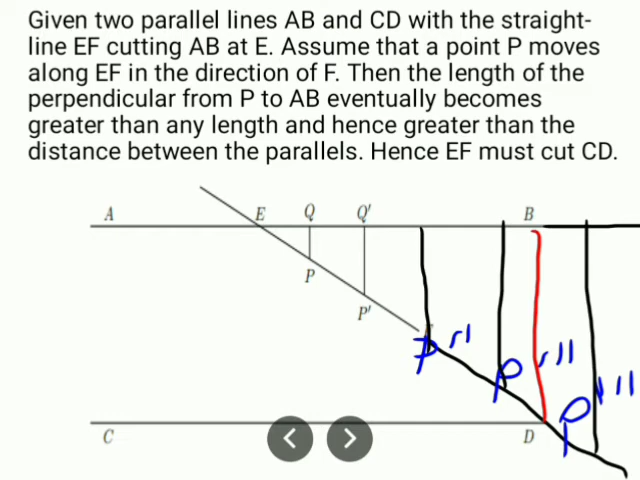 Given two parallel lines AB and CD with the straight-
line EF cutting AB at E. Assume that a point P moves
along EF in the direction of F. Then the length of the
perpendicular from P to AB eventually becomes
greater than any length and hence greater than the
distance between the parallels. Hence EF must cut CD.
A E Q Q' B
P
P'
P''
P'''
P''''
C D